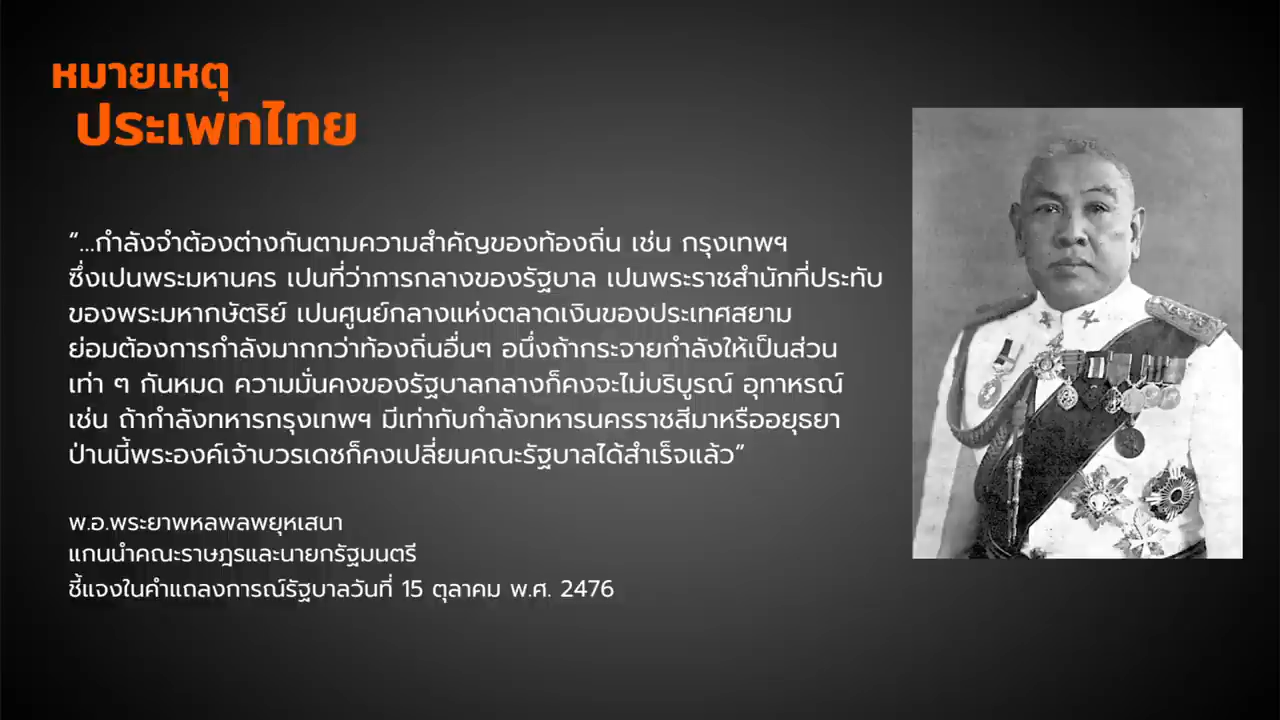 หมายเหตุ
ประเพทไทย
“...กำลังจำต้องต่างกันตามความสำคัญของท้องถิ่น เช่น กรุงเทพฯ
ซึ่งเปนพระมหานคร เปนที่ว่าการกลางของรัฐบาล เปนพระราชสำนักที่ประทับ
ของพระมหากษัตริย์ เปนศูนย์กลางแห่งตลาดเงินของประเทศสยาม
ย่อมต้องการกำลังมากกว่าท้องถิ่นอื่นๆ อนึ่งถ้ากระจายกำลังให้เป็นส่วน
เท่า ๆ กันหมด ความมั่นคงของรัฐบาลกลางก็คงจะไม่บริบูรณ์ อุทาหรณ์
เช่น ถ้ากำลังทหารกรุงเทพฯ มีเท่ากับกำลังทหารนครราชสีมาหรืออยุธยา
ป่านนี้พระองค์เจ้าบวรเดชก็คงเปลี่ยนคณะรัฐบาลได้สำเร็จแล้ว”
พ.อ.พระยาพหลพลพยุหเสนา
แกนนำคณะราษฎรและนายกรัฐมนตรี
ชี้แจงในคำแถลงการณ์รัฐบาลวันที่ 15 ตุลาคม พ.ศ. 2476